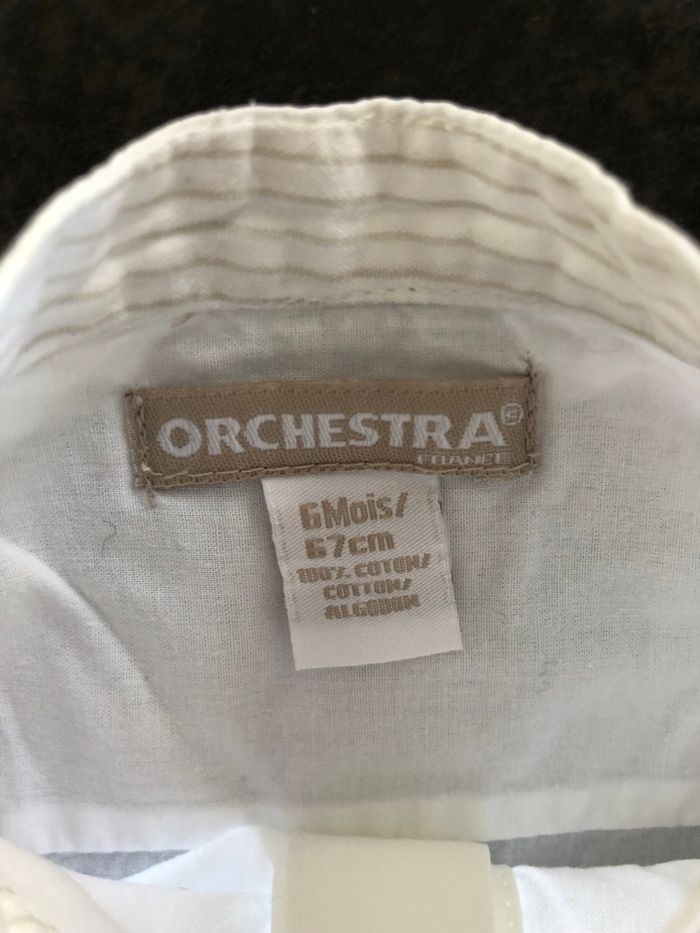 ORCHESTRA®
FRANCE
6Mois/
67cm
100% COTON/
COTTON/
ALGODON